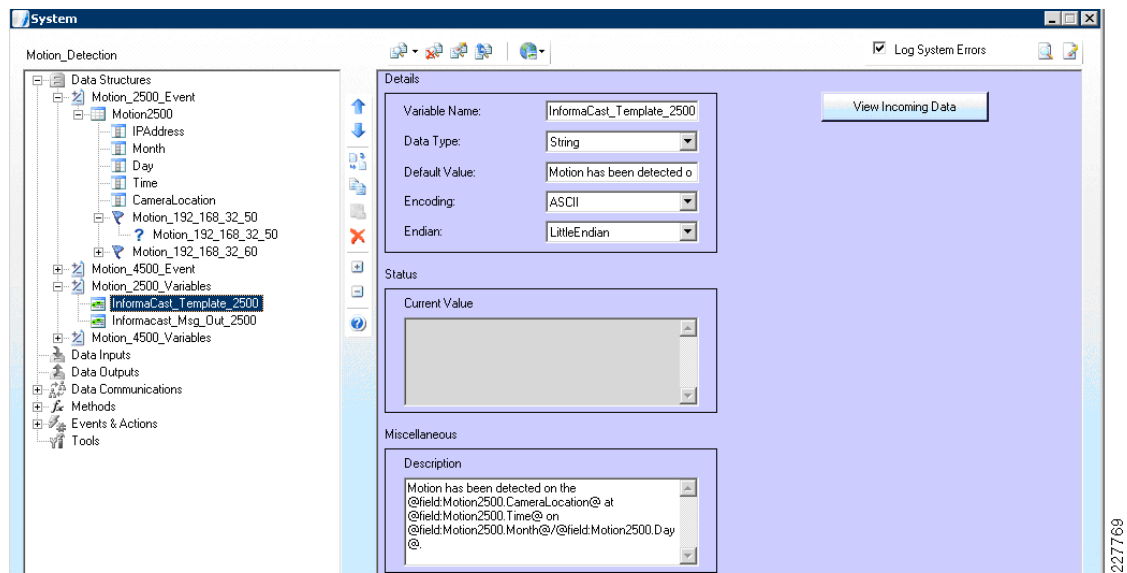 System
Motion_Detection
Log System Errors
Data Structures
Motion_2500_Event
Motion2500
IPAddress
Month
Day
Time
CameraLocation
Motion_192_168_32_50
? Motion_192_168_32_50
Motion_192_168_32_60
Motion_4500_Event
Motion_2500_Variables
InformaCast_Template_2500
Informacast_Msg_Out_2500
Motion_4500_Variables
Data Inputs
Data Outputs
Data Communications
fx Methods
Events & Actions
Tools
Details
Variable Name: InformaCast_Template_2500
Data Type: String
Default Value: Motion has been detected o
Encoding: ASCII
Endian: LittleEndian
View Incoming Data
Status
Current Value
Miscellaneous
Description
Motion has been detected on the
@field:Motion2500.CameraLocation@ at
@field:Motion2500.Time@ on
@field:Motion2500.Month@/@field:Motion2500.Day
@.
227769